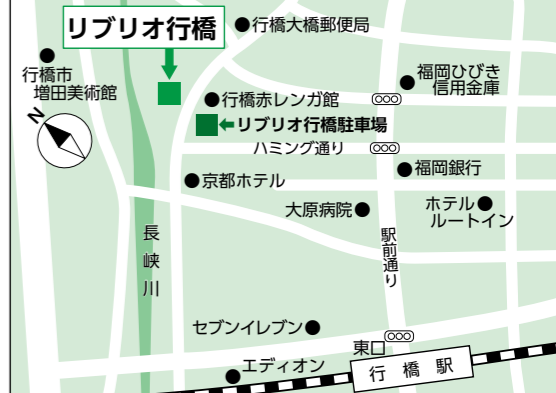 リブリオ行橋
行橋大橋郵便局
行橋市
増田美術館
福岡ひびき
信用金庫
行橋赤レンガ館
リブリオ行橋駐車場
N
ハミング通り
福岡銀行
京都ホテル
大原病院
ホテル
ルートイン
長峡川
駅前通り
セブンイレブン
東口
エディオン
行橋駅